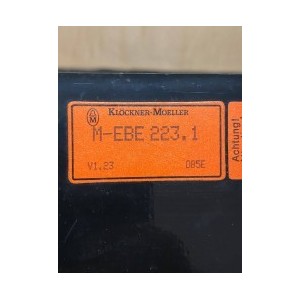 KLÖCKNER-MOELLER
M-EBE 223.1
V1.23 085E
Achtung!